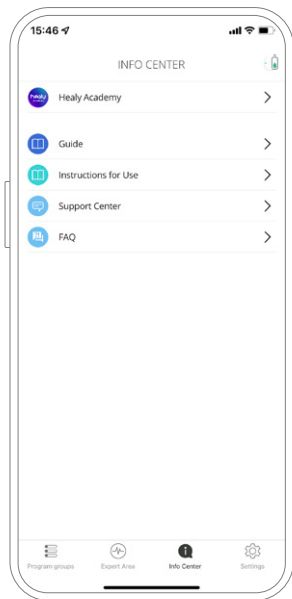 15:46
INFO CENTER
healy
Healy Academy
Guide
Instructions for Use
Support Center
FAQ
Program groups
Expert Area
Info Center
Settings